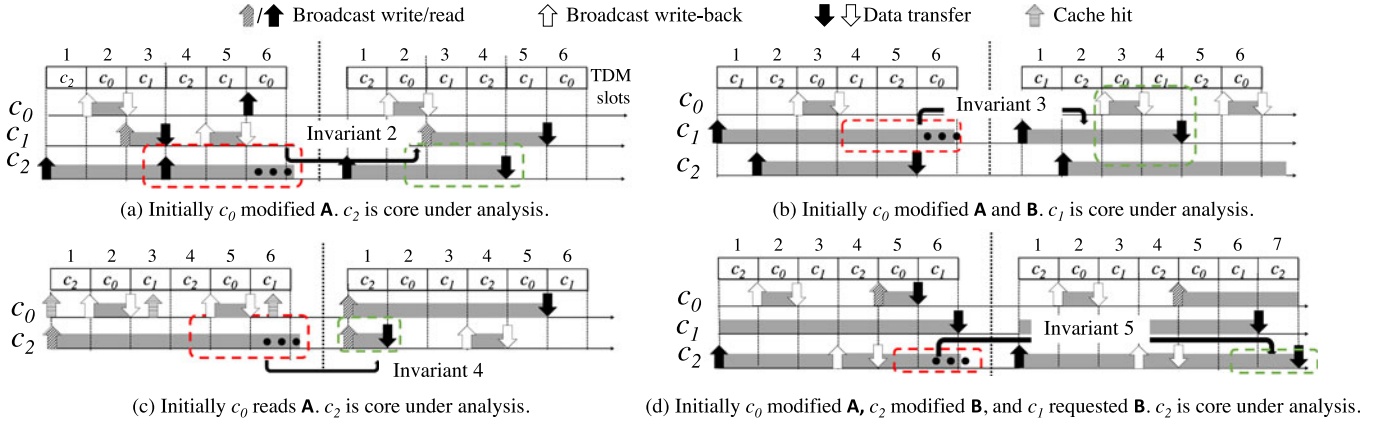 Broadcast write/read Broadcast write-back Data transfer Cache hit
1 2 3 4 5 6 1 2 3 4 5 6
c2 c0 c1 c2 c1 c0 c2 c0 c1 c2 c1 c0 TDM slots
c0
c1
c2
Invariant 2
(a) Initially c0 modified A. c2 is core under analysis.
1 2 3 4 5 6 1 2 3 4 5 6
c1 c2 c0 c1 c2 c0 c1 c2 c0 c1 c2 c0
c0
c1
c2
Invariant 3
(b) Initially c0 modified A and B. c1 is core under analysis.
1 2 3 4 5 6 1 2 3 4 5 6
c2 c0 c1 c2 c0 c1 c2 c0 c1 c2 c0 c1
c0
c2
Invariant 4
(c) Initially c0 reads A. c2 is core under analysis.
1 2 3 4 5 6 1 2 3 4 5 6 7
c2 c0 c1 c2 c0 c1 c2 c0 c1 c2 c0 c1 c2
c0
c1
c2
Invariant 5
(d) Initially c0 modified A, c2 modified B, and c1 requested B. c2 is core under analysis.